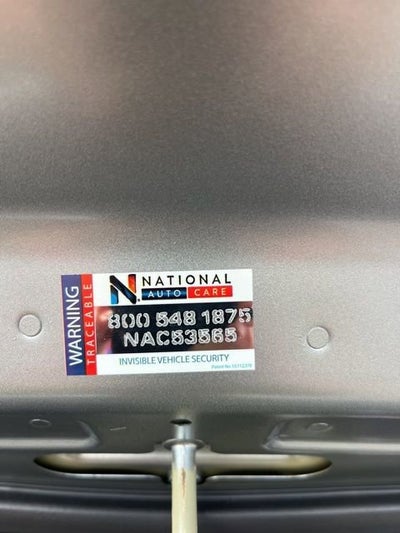 WARNING
TRACEABLE
NATIONAL
AUTO CARE
800 548 1875
NAC53565
INVISIBLE VEHICLE SECURITY